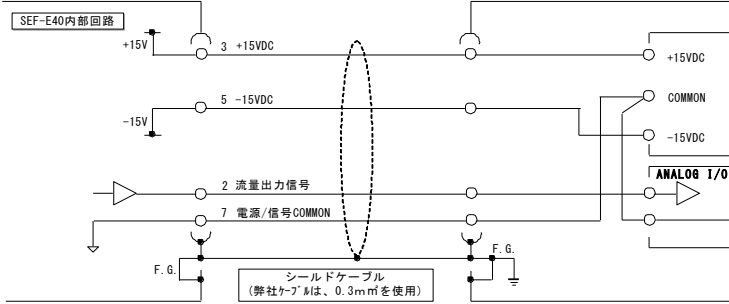 SEF-E40内部回路
+15V
3 +15VDC
+15VDC
5 -15VDC
COMMON
-15V
-15VDC
ANALOG I/O
2 流量出力信号
7 電源/信号COMMON
F.G.
F.G.
シールドケーブル
(弊社ｹｰﾌﾞﾙは、0.3m㎡を使用)